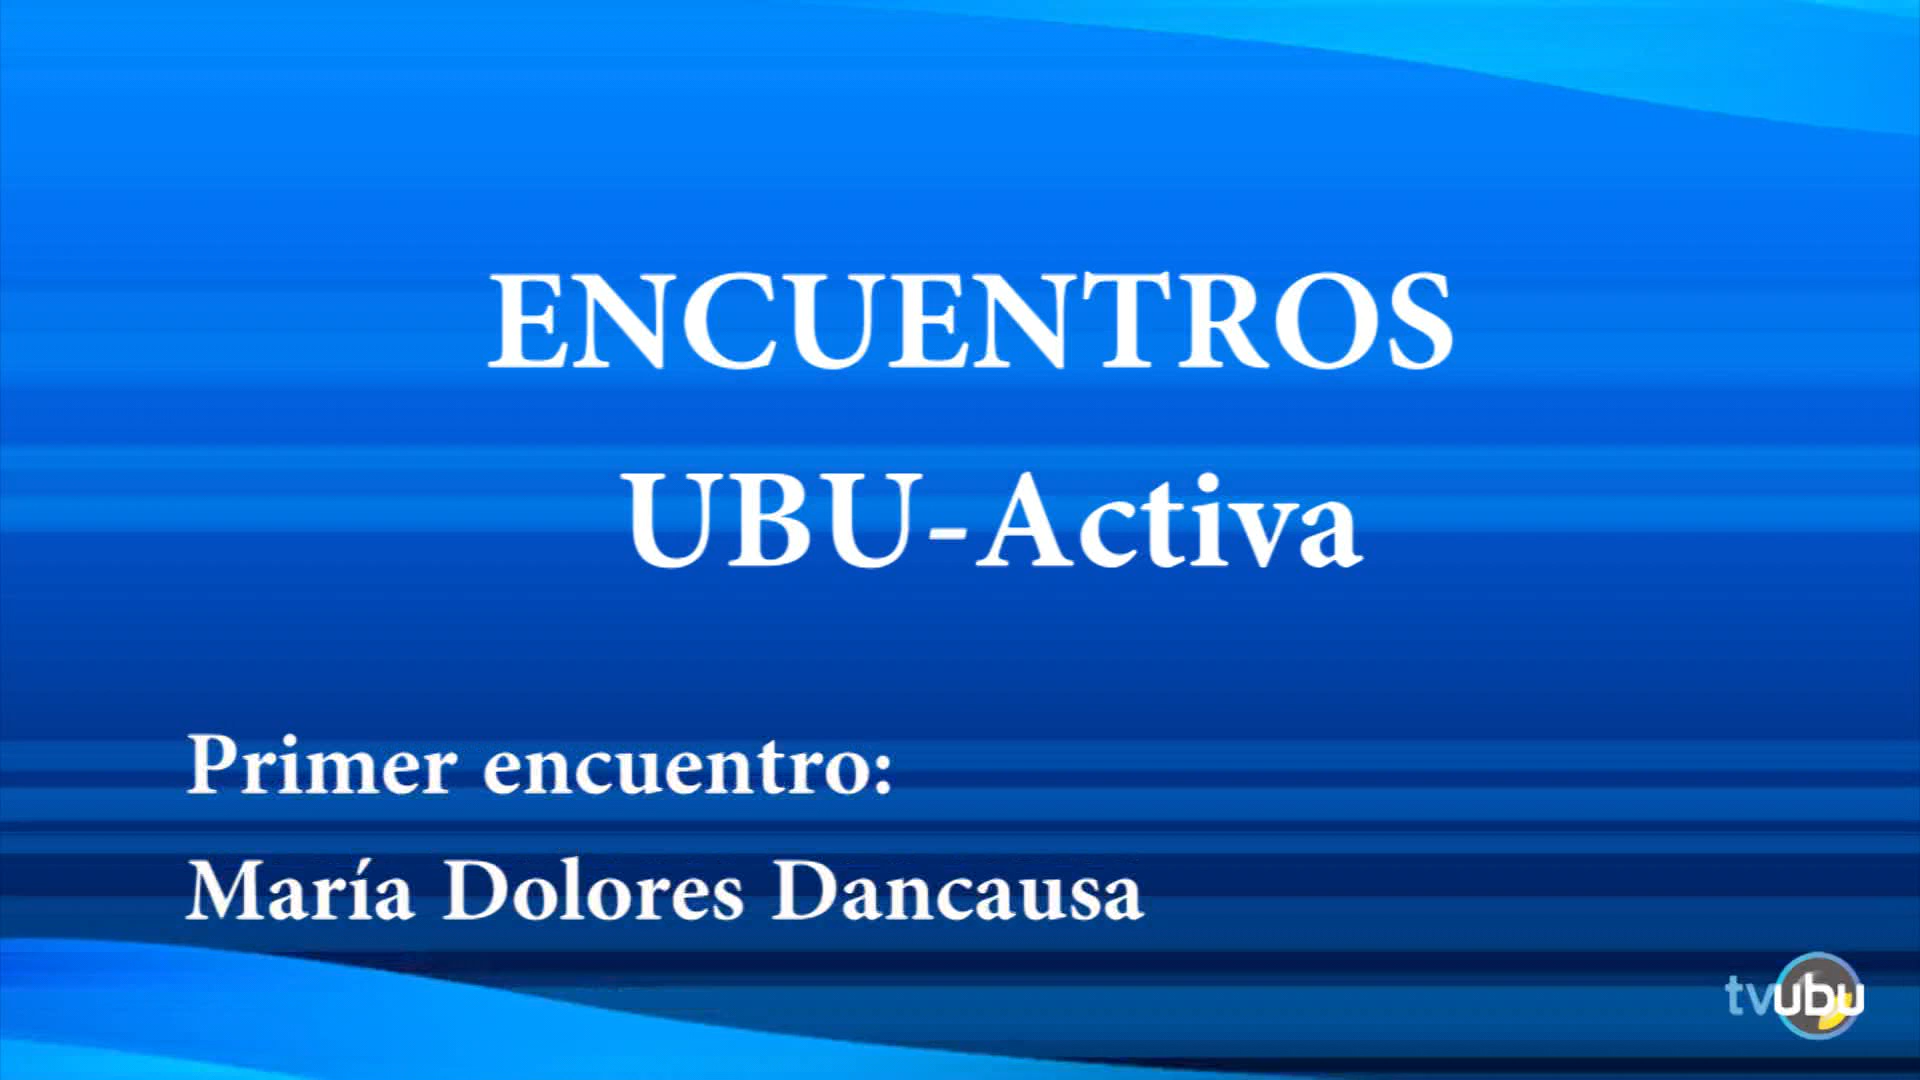 ENCUENTROS
UBU-Activa
Primer encuentro:
María Dolores Dancausa
tvubu